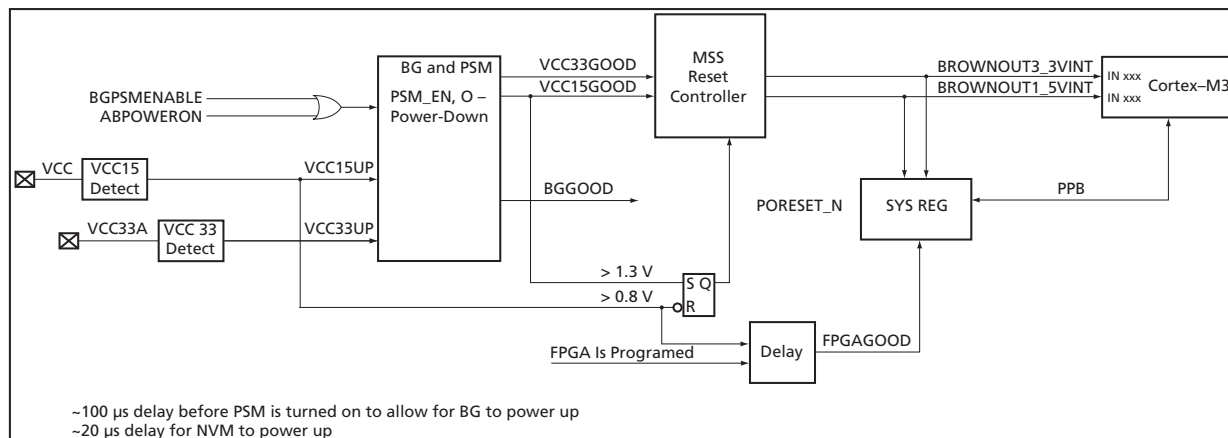 BG and PSM
PSM_EN, O –
Power-Down
BGPSMENABLE
ABPOWERON
VCC33GOOD
VCC15GOOD
MSS
Reset
Controller
BROWNOUT3_3VINT
BROWNOUT1_5VINT
IN xxx
IN xxx
Cortex–M3
VCC
VCC15
Detect
VCC15UP
BGGOOD
VCC33A
VCC 33
Detect
VCC33UP
PORESET_N
SYS REG
PPB
> 1.3 V
> 0.8 V
S Q
R
FPGA Is Programed
Delay
FPGAGOOD
~100 µs delay before PSM is turned on to allow for BG to power up
~20 µs delay for NVM to power up